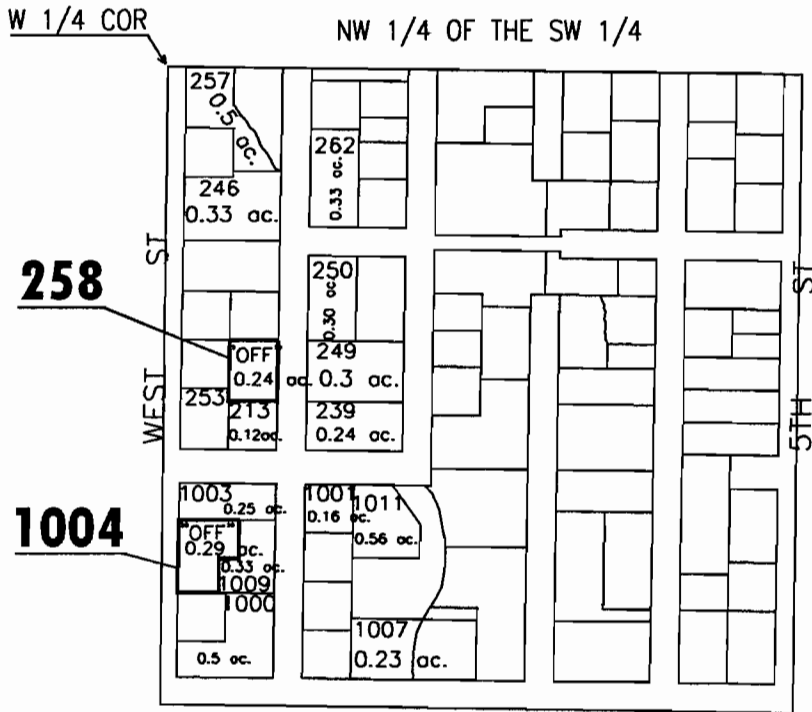 W 1/4 COR
NW 1/4 OF THE SW 1/4
257
0.5 ac.
262
0.33 ac.
246
0.33 ac.
ST
ST
258
250
0.30 ac.
"OFF"
0.24 ac.
249
0.3 ac.
253
213
0.12ac.
239
0.24 ac.
WEST
5TH
1003
0.25 ac.
1001
0.16 ac.
1011
0.56 ac.
1004
"OFF"
0.29 ac.
0.33 ac.
1009
1000
0.5 ac.
1007
0.23 ac.